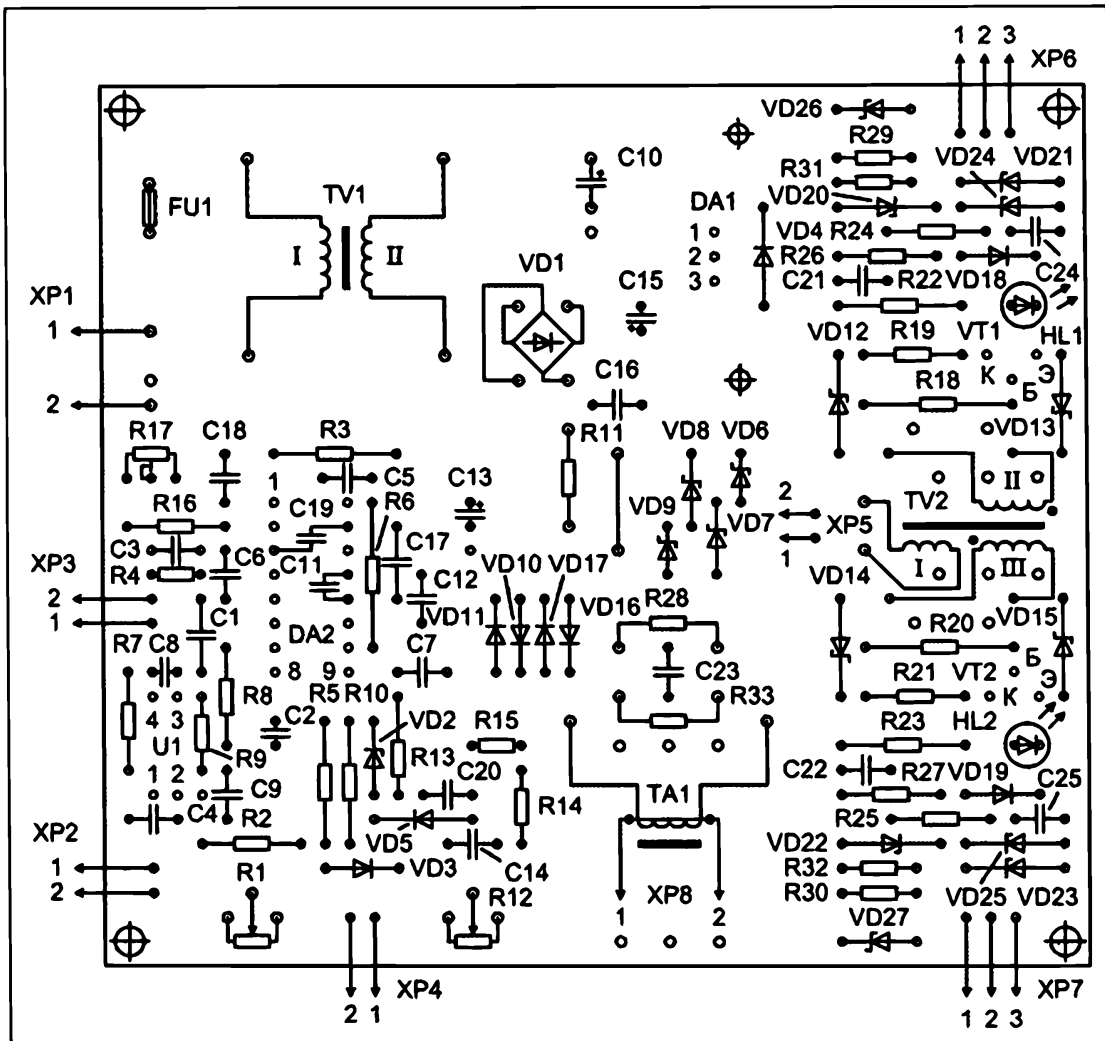 1 2 3 XP6
VD26
R29
C10
VD24 VD21
R31
TV1
VD20
FU1
DA1
I II
1
VD4 R24
2
R26
VD1
3
C21 R22 VD18 C24
XP1
C15
1
VD12 R19 VT1 HL1
C16
К Э
R18
Б
2
R17 C18 R3
R11 VD8 VD6
VD13
1 C5
C13
R6
II
R16
C19
2
TV2
VD9
VD7
XP5
C3
C17
1
C6
R4
XP3
C11
C12
VD10 VD17
VD14
I III
2
C1
VD11
VD16 R28
VD15
1
DA2
R20
R7 C8
C7
Б
8 9
C23
R21 VT2
Э
R8
R5 R10
R33
К
4 3
C2
VD2
R15
R23 HL2
U1
R9
R13
1 2
C20
C22 R27 VD19 C25
C9
TA1
C4
R14
R2
R25
XP2
VD5
VD22
1
VD3 C14
R32
R1
R12
XP8
2
R30
1 2
VD25 VD23
VD27
XP4
XP7
2 1
1 2 3